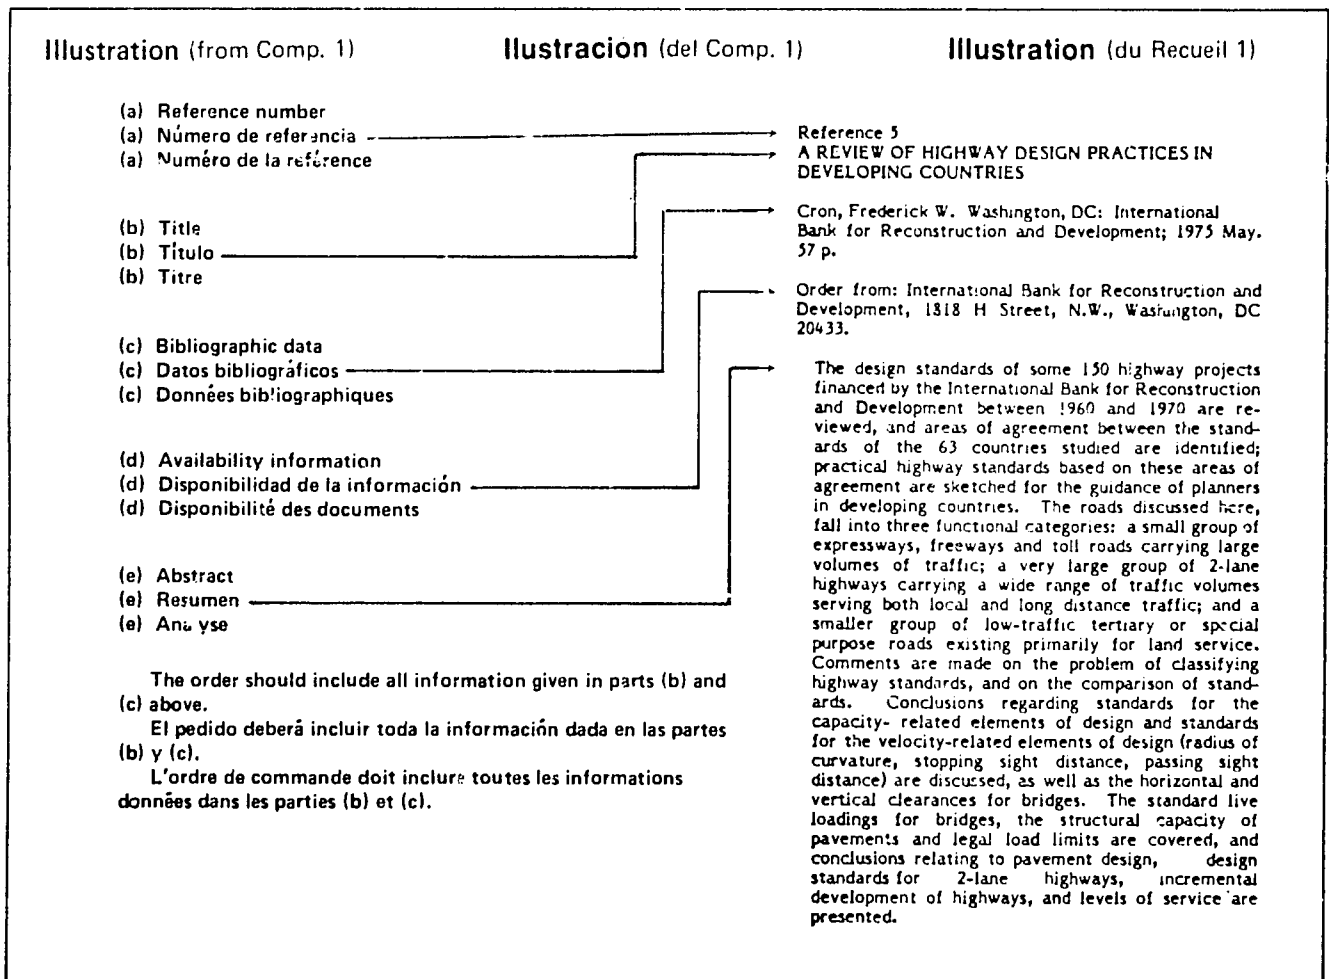 Illustration (from Comp. 1)
Ilustración (del Comp. 1)
Illustration (du Recueil 1)
(a) Reference number
(a) Número de referencia
(a) Numéro de la référence
(b) Title
(b) Título
(b) Titre
(c) Bibliographic data
(c) Datos bibliográficos
(c) Données bibliographiques
(d) Availability information
(d) Disponibilidad de la información
(d) Disponibilité des documents
(e) Abstract
(e) Resumen
(e) Analyse
The order should include all information given in parts (b) and
(c) above.
El pedido deberá incluir toda la información dada en las partes
(b) y (c).
L'ordre de commande doit inclure toutes les informations
données dans les parties (b) et (c).
Reference 5
A REVIEW OF HIGHWAY DESIGN PRACTICES IN
DEVELOPING COUNTRIES
Cron, Frederick W. Washington, DC: International
Bank for Reconstruction and Development; 1975 May.
57 p.
Order from: International Bank for Reconstruction and
Development, 1818 H Street, N.W., Washington, DC
20433.
The design standards of some 150 highway projects
financed by the International Bank for Reconstruction
and Development between 1960 and 1970 are re-
viewed, and areas of agreement between the stand-
ards of the 63 countries studied are identified;
practical highway standards based on these areas of
agreement are sketched for the guidance of planners
in developing countries. The roads discussed here,
fall into three functional categories: a small group of
expressways, freeways and toll roads carrying large
volumes of traffic; a very large group of 2-lane
highways carrying a wide range of traffic volumes
serving both local and long distance traffic; and a
smaller group of low-traffic tertiary or special
purpose roads existing primarily for land service.
Comments are made on the problem of classifying
highway standards, and on the comparison of stand-
ards. Conclusions regarding standards for the
capacity- related elements of design and standards
for the velocity-related elements of design (radius of
curvature, stopping sight distance, passing sight
distance) are discussed, as well as the horizontal and
vertical clearances for bridges. The standard live
loadings for bridges, the structural capacity of
pavements and legal load limits are covered, and
conclusions relating to pavement design, design
standards for 2-lane highways, incremental
development of highways, and levels of service are
presented.